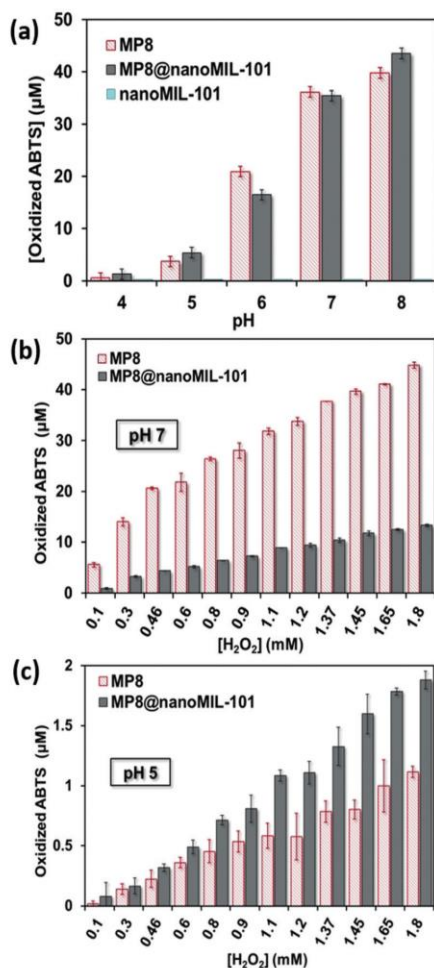 (a)
50
40
30
20
10
0
[Oxidized ABTS] (µM)
MP8
MP8@nanoMIL-101
nanoMIL-101
4 5 6 7 8
pH
(b)
50
40
30
20
10
0
Oxidized ABTS (µM)
MP8
MP8@nanoMIL-101
pH 7
0.1 0.3 0.46 0.6 0.8 0.9 1.1 1.2 1.37 1.45 1.65 1.8
[H₂O₂] (mM)
(c)
2
1.5
1
0.5
0
Oxidized ABTS (µM)
MP8
MP8@nanoMIL-101
pH 5
0.1 0.3 0.46 0.6 0.8 0.9 1.1 1.2 1.37 1.45 1.65 1.8
[H₂O₂] (mM)